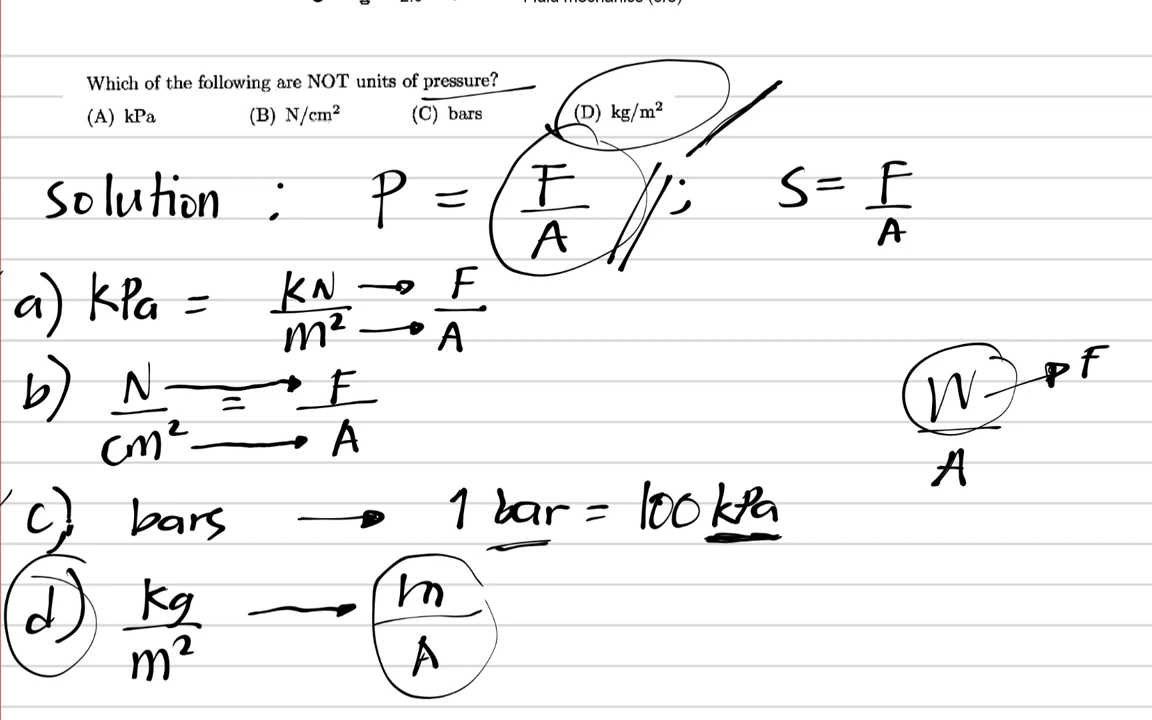 Which of the following are NOT units of pressure?
(A) kPa (B) N/cm² (C) bars (D) kg/m²
Solution : P = F/A ; S = F/A
a) kPa = kN/m² → F/A
b) N/cm² = F/A
W/A → F
c) bars → 1 bar = 100 kPa
d) kg/m² → m/A